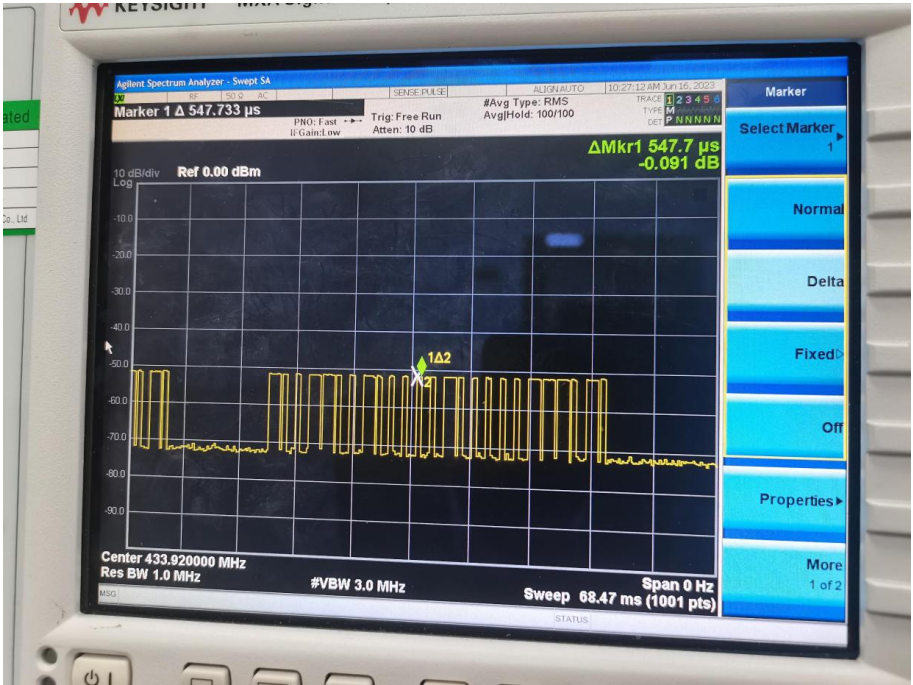 KEYSIGHT
ated
Co., Ltd
Agilent Spectrum Analyzer - Swept SA
RF 50 Ω AC SENSE:PULSE ALIGN AUTO 10:27:12 AM Jun 16, 2023
Marker 1 Δ 547.733 µs
PNO: Fast
IFGain:Low
Trig: Free Run
Atten: 10 dB
#Avg Type: RMS
Avg|Hold: 100/100
TRACE 1 2 3 4 5 6
TYPE M
DET P N N N N N
ΔMkr1 547.7 µs
-0.091 dB
10 dB/div Ref 0.00 dBm
Log
-10.0
-20.0
-30.0
-40.0
-50.0
-60.0
-70.0
-80.0
-90.0
1Δ2
2
Center 433.920000 MHz
Res BW 1.0 MHz
#VBW 3.0 MHz
Span 0 Hz
Sweep 68.47 ms (1001 pts)
MSG
STATUS
Marker
Select Marker
1
Normal
Delta
Fixed
Off
Properties
More
1 of 2